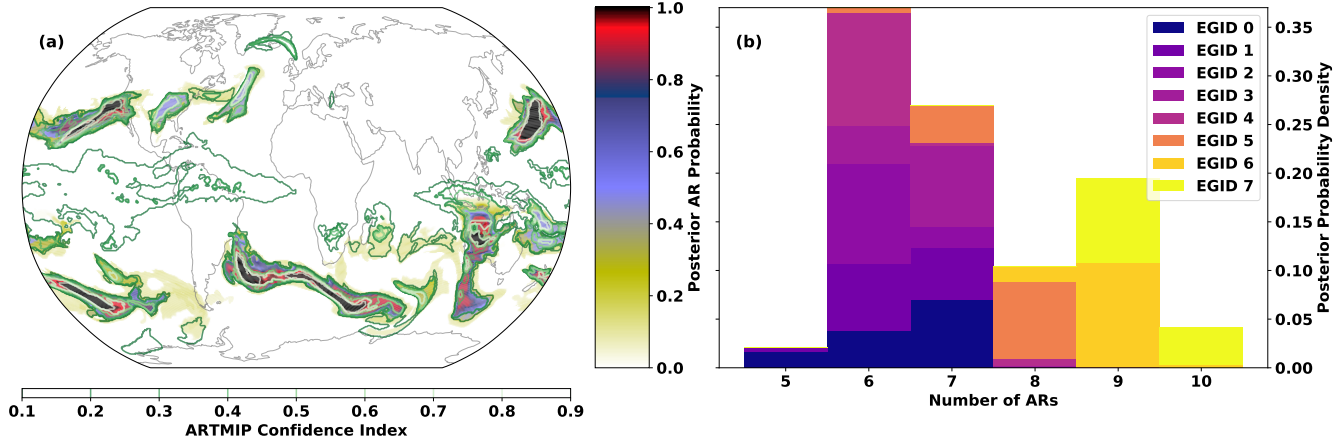 (a)
1.0
0.8
0.6
0.4
0.2
0.0
Posterior AR Probability
0.1 0.2 0.3 0.4 0.5 0.6 0.7 0.8 0.9
ARTMIP Confidence Index
(b)
EGID 0
EGID 1
EGID 2
EGID 3
EGID 4
EGID 5
EGID 6
EGID 7
0.35
0.30
0.25
0.20
0.15
0.10
0.05
0.00
Posterior Probability Density
5 6 7 8 9 10
Number of ARs